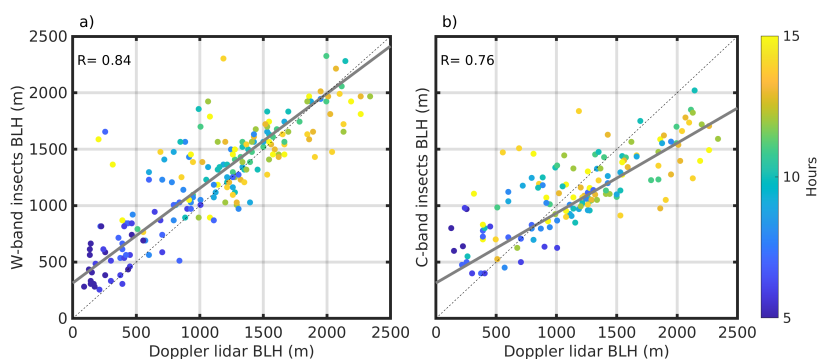 a)
R= 0.84
W-band insects BLH (m)
2500
2000
1500
1000
500
0
0 500 1000 1500 2000 2500
Doppler lidar BLH (m)
b)
R= 0.76
C-band insects BLH (m)
2500
2000
1500
1000
500
0
0 500 1000 1500 2000 2500
Doppler lidar BLH (m)
15
10
5
Hours